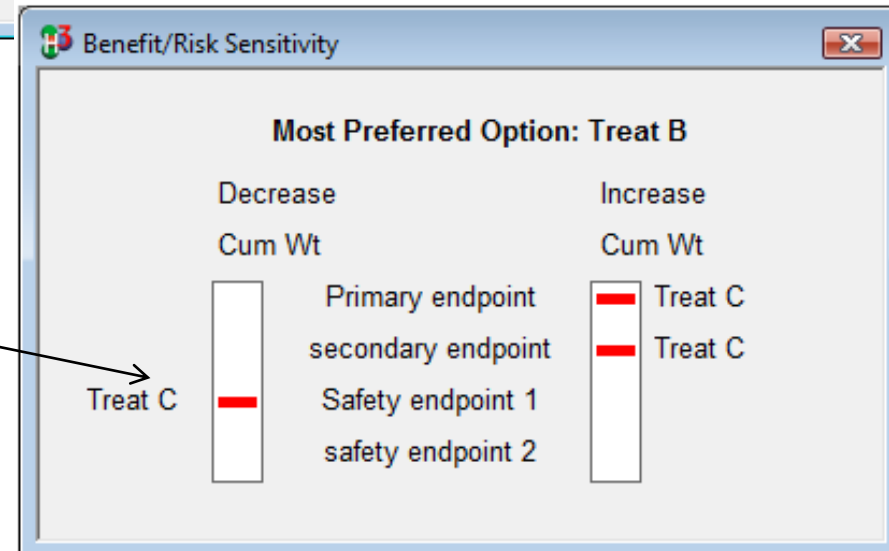 Benefit/Risk Sensitivity
Most Preferred Option: Treat B
Decrease Increase
Cum Wt Cum Wt
Primary endpoint Treat C
secondary endpoint Treat C
Treat C Safety endpoint 1
safety endpoint 2